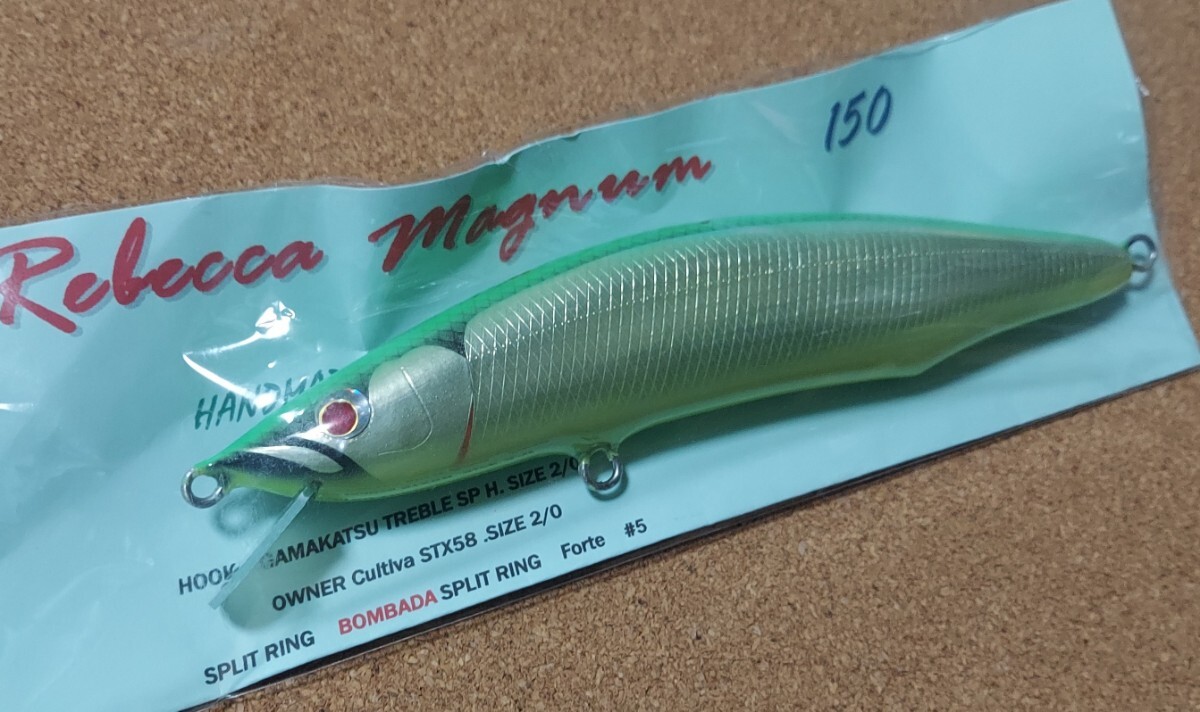 150
Rebecca Magnum
HOOK GAMAKATSU TREBLE SP H. SIZE 2/0
OWNER Cultiva STX58 .SIZE 2/0
SPLIT RING BOMBADA SPLIT RING Forte #5